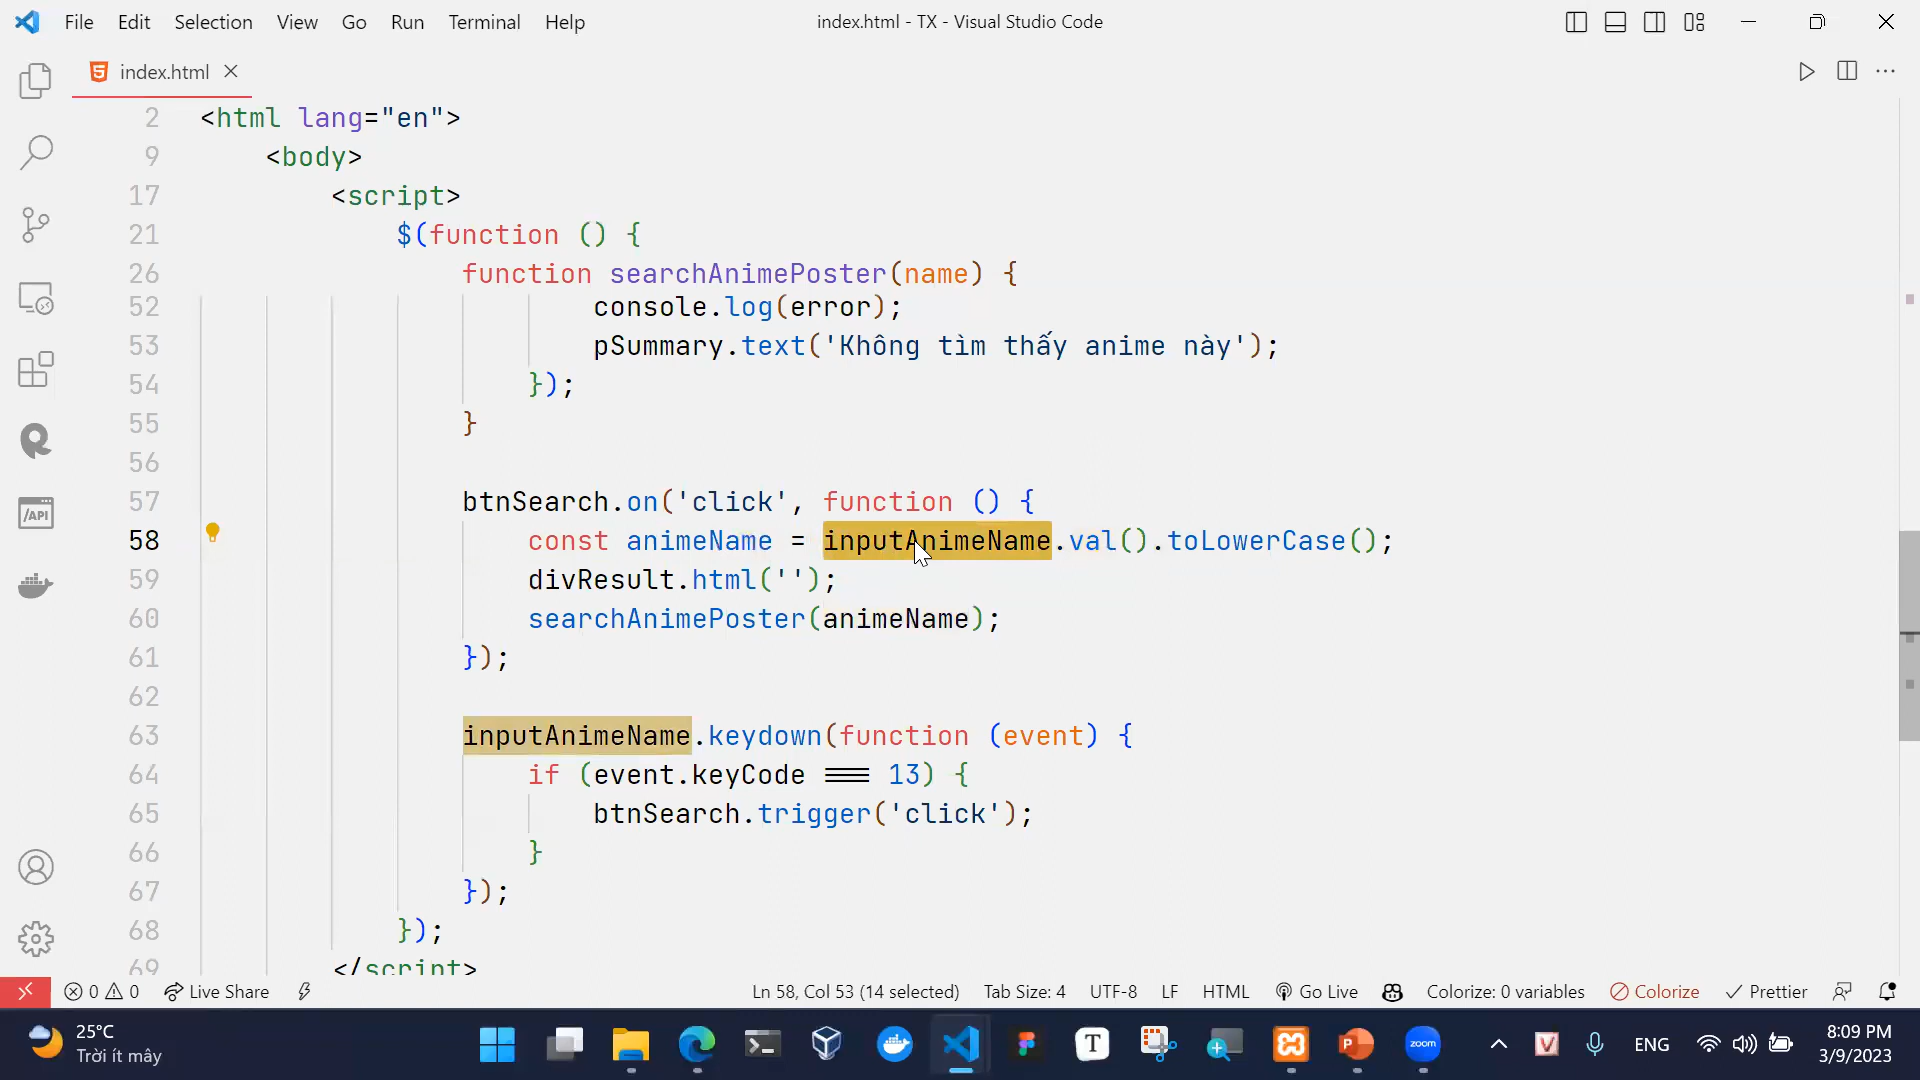 File Edit Selection View Go Run Terminal Help
index.html - TX - Visual Studio Code
index.html
2 <html lang="en">
9 <body>
17 <script>
21 $(function () {
26 function searchAnimePoster(name) {
52 console.log(error);
53 pSummary.text('Không tìm thấy anime này');
54 });
55 }
56
57 btnSearch.on('click', function () {
58 const animeName = inputAnimeName.val().toLowerCase();
59 divResult.html('');
60 searchAnimePoster(animeName);
61 });
62
63 inputAnimeName.keydown(function (event) {
64 if (event.keyCode === 13) {
65 btnSearch.trigger('click');
66 }
67 });
68 });
69 </script>
/API
0 0 Live Share Ln 58, Col 53 (14 selected) Tab Size: 4 UTF-8 LF HTML Go Live Colorize: 0 variables Colorize Prettier
25°C
Trời ít mây
T
zoom
V
ENG
8:09 PM
3/9/2023